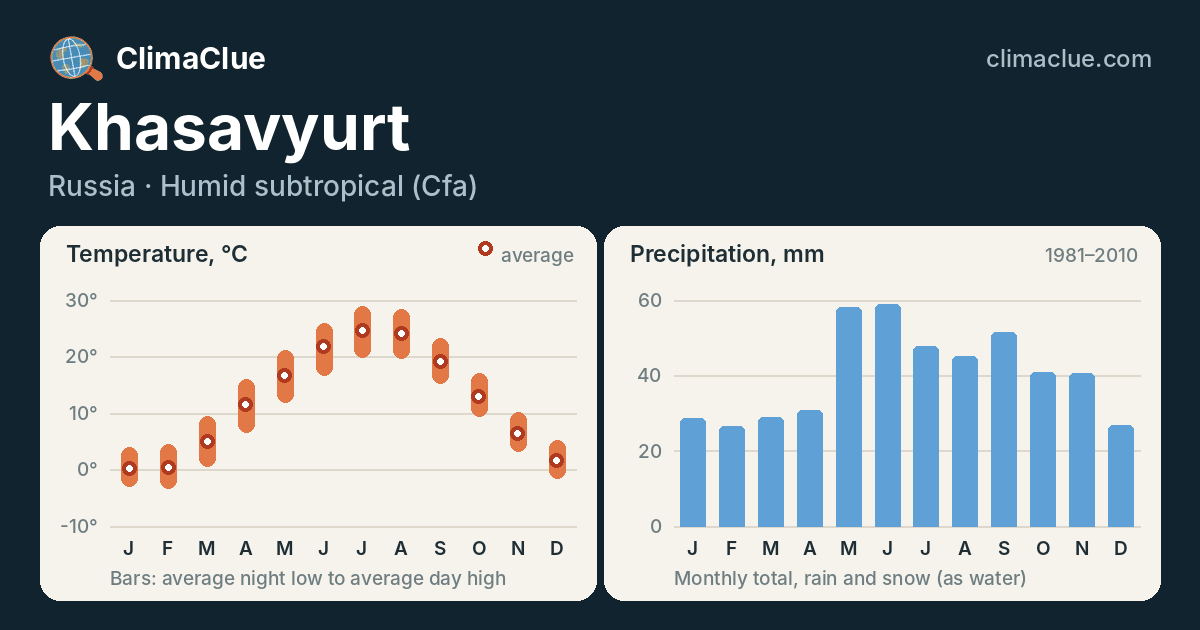 ClimaClue
climaclue.com
Khasavyurt
Russia · Humid subtropical (Cfa)
Temperature, °C
average
30°
20°
10°
0°
-10°
J F M A M J J A S O N D
Bars: average night low to average day high
Precipitation, mm
1981–2010
60
40
20
0
J F M A M J J A S O N D
Monthly total, rain and snow (as water)